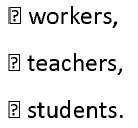 ⍰ workers,
⍰ teachers,
⍰ students.